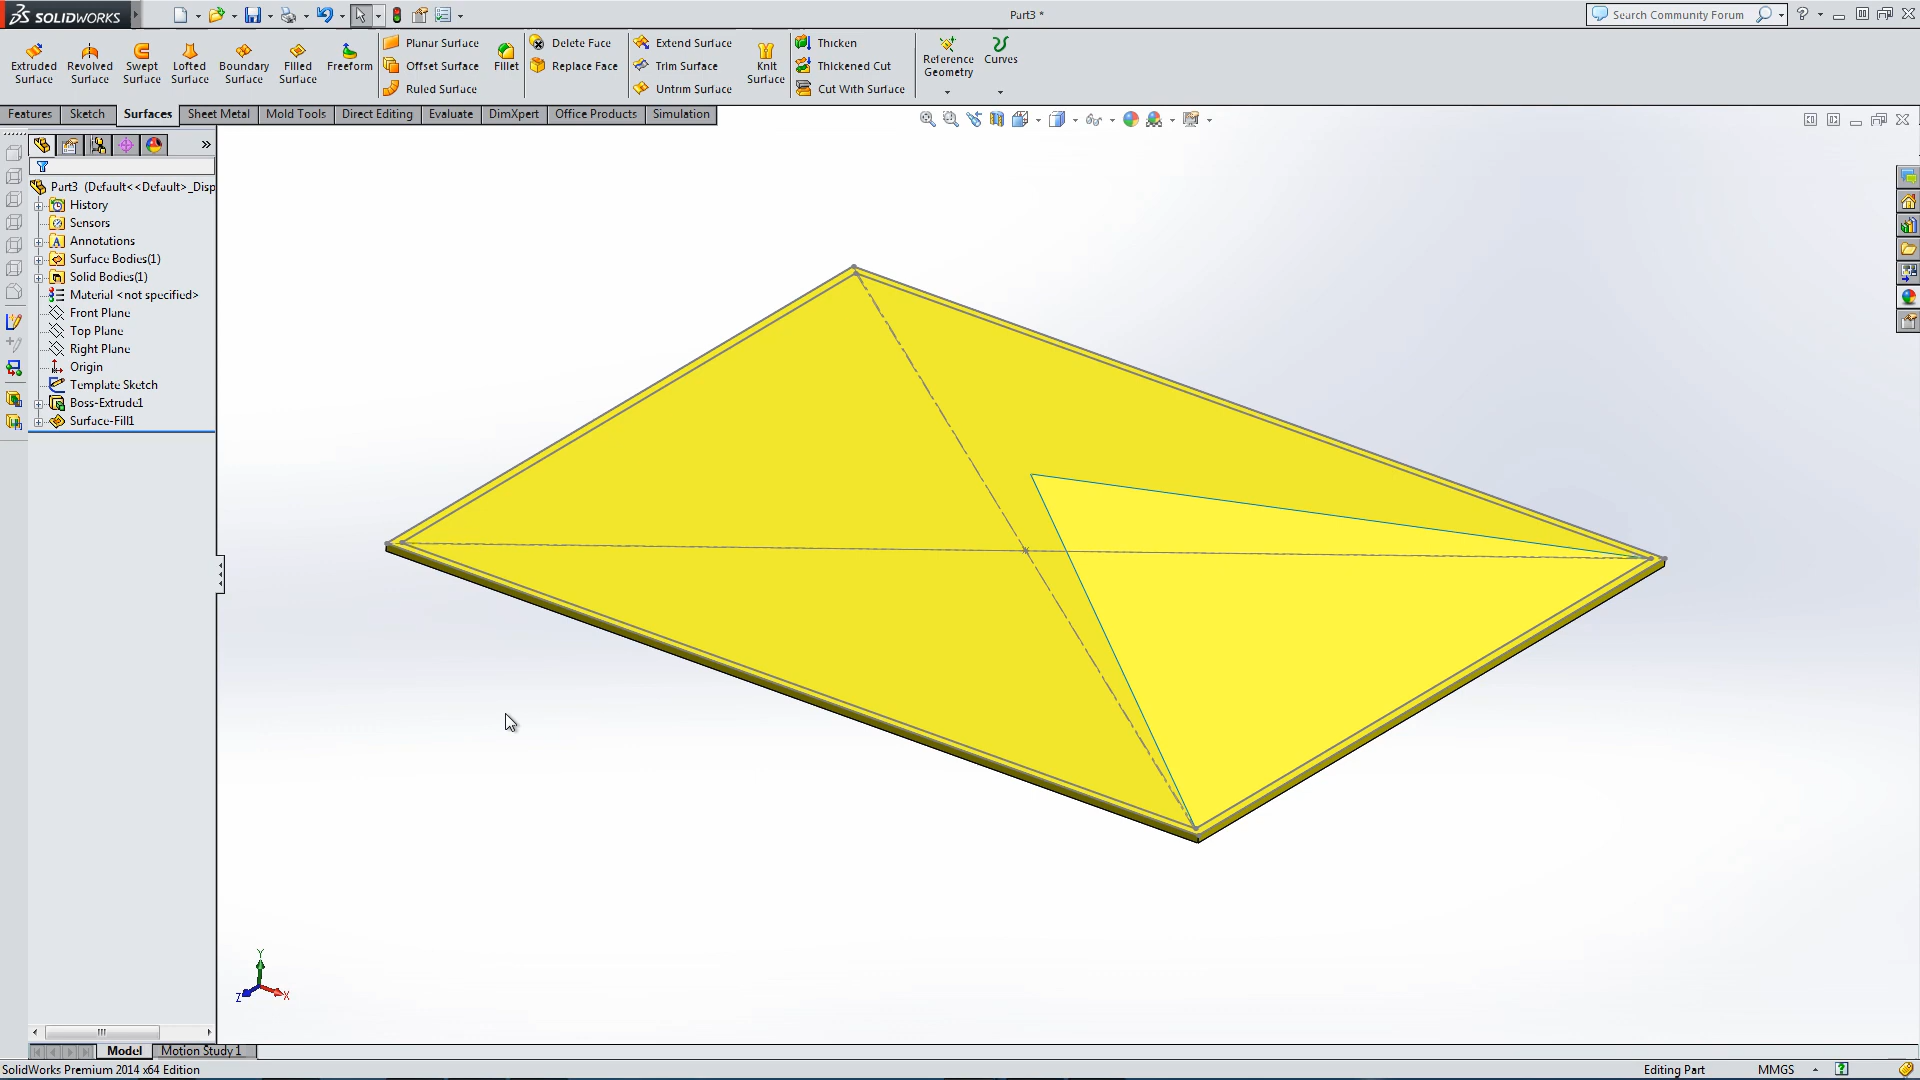 SOLIDWORKS
Part3 *
Search Community Forum
Extruded Surface
Revolved Surface
Swept Surface
Lofted Surface
Boundary Surface
Filled Surface
Freeform
Planar Surface
Offset Surface
Ruled Surface
Fillet
Delete Face
Replace Face
Extend Surface
Trim Surface
Untrim Surface
Knit Surface
Thicken
Thickened Cut
Cut With Surface
Reference Geometry
Curves
Features
Sketch
Surfaces
Sheet Metal
Mold Tools
Direct Editing
Evaluate
DimXpert
Office Products
Simulation
Part3 (Default<<Default>_Disp
History
Sensors
Annotations
Surface Bodies(1)
Solid Bodies(1)
Material <not specified>
Front Plane
Top Plane
Right Plane
Origin
Template Sketch
Boss-Extrude1
Surface-Fill1
Y
Z
X
Model
Motion Study 1
SolidWorks Premium 2014 x64 Edition
Editing Part
MMGS